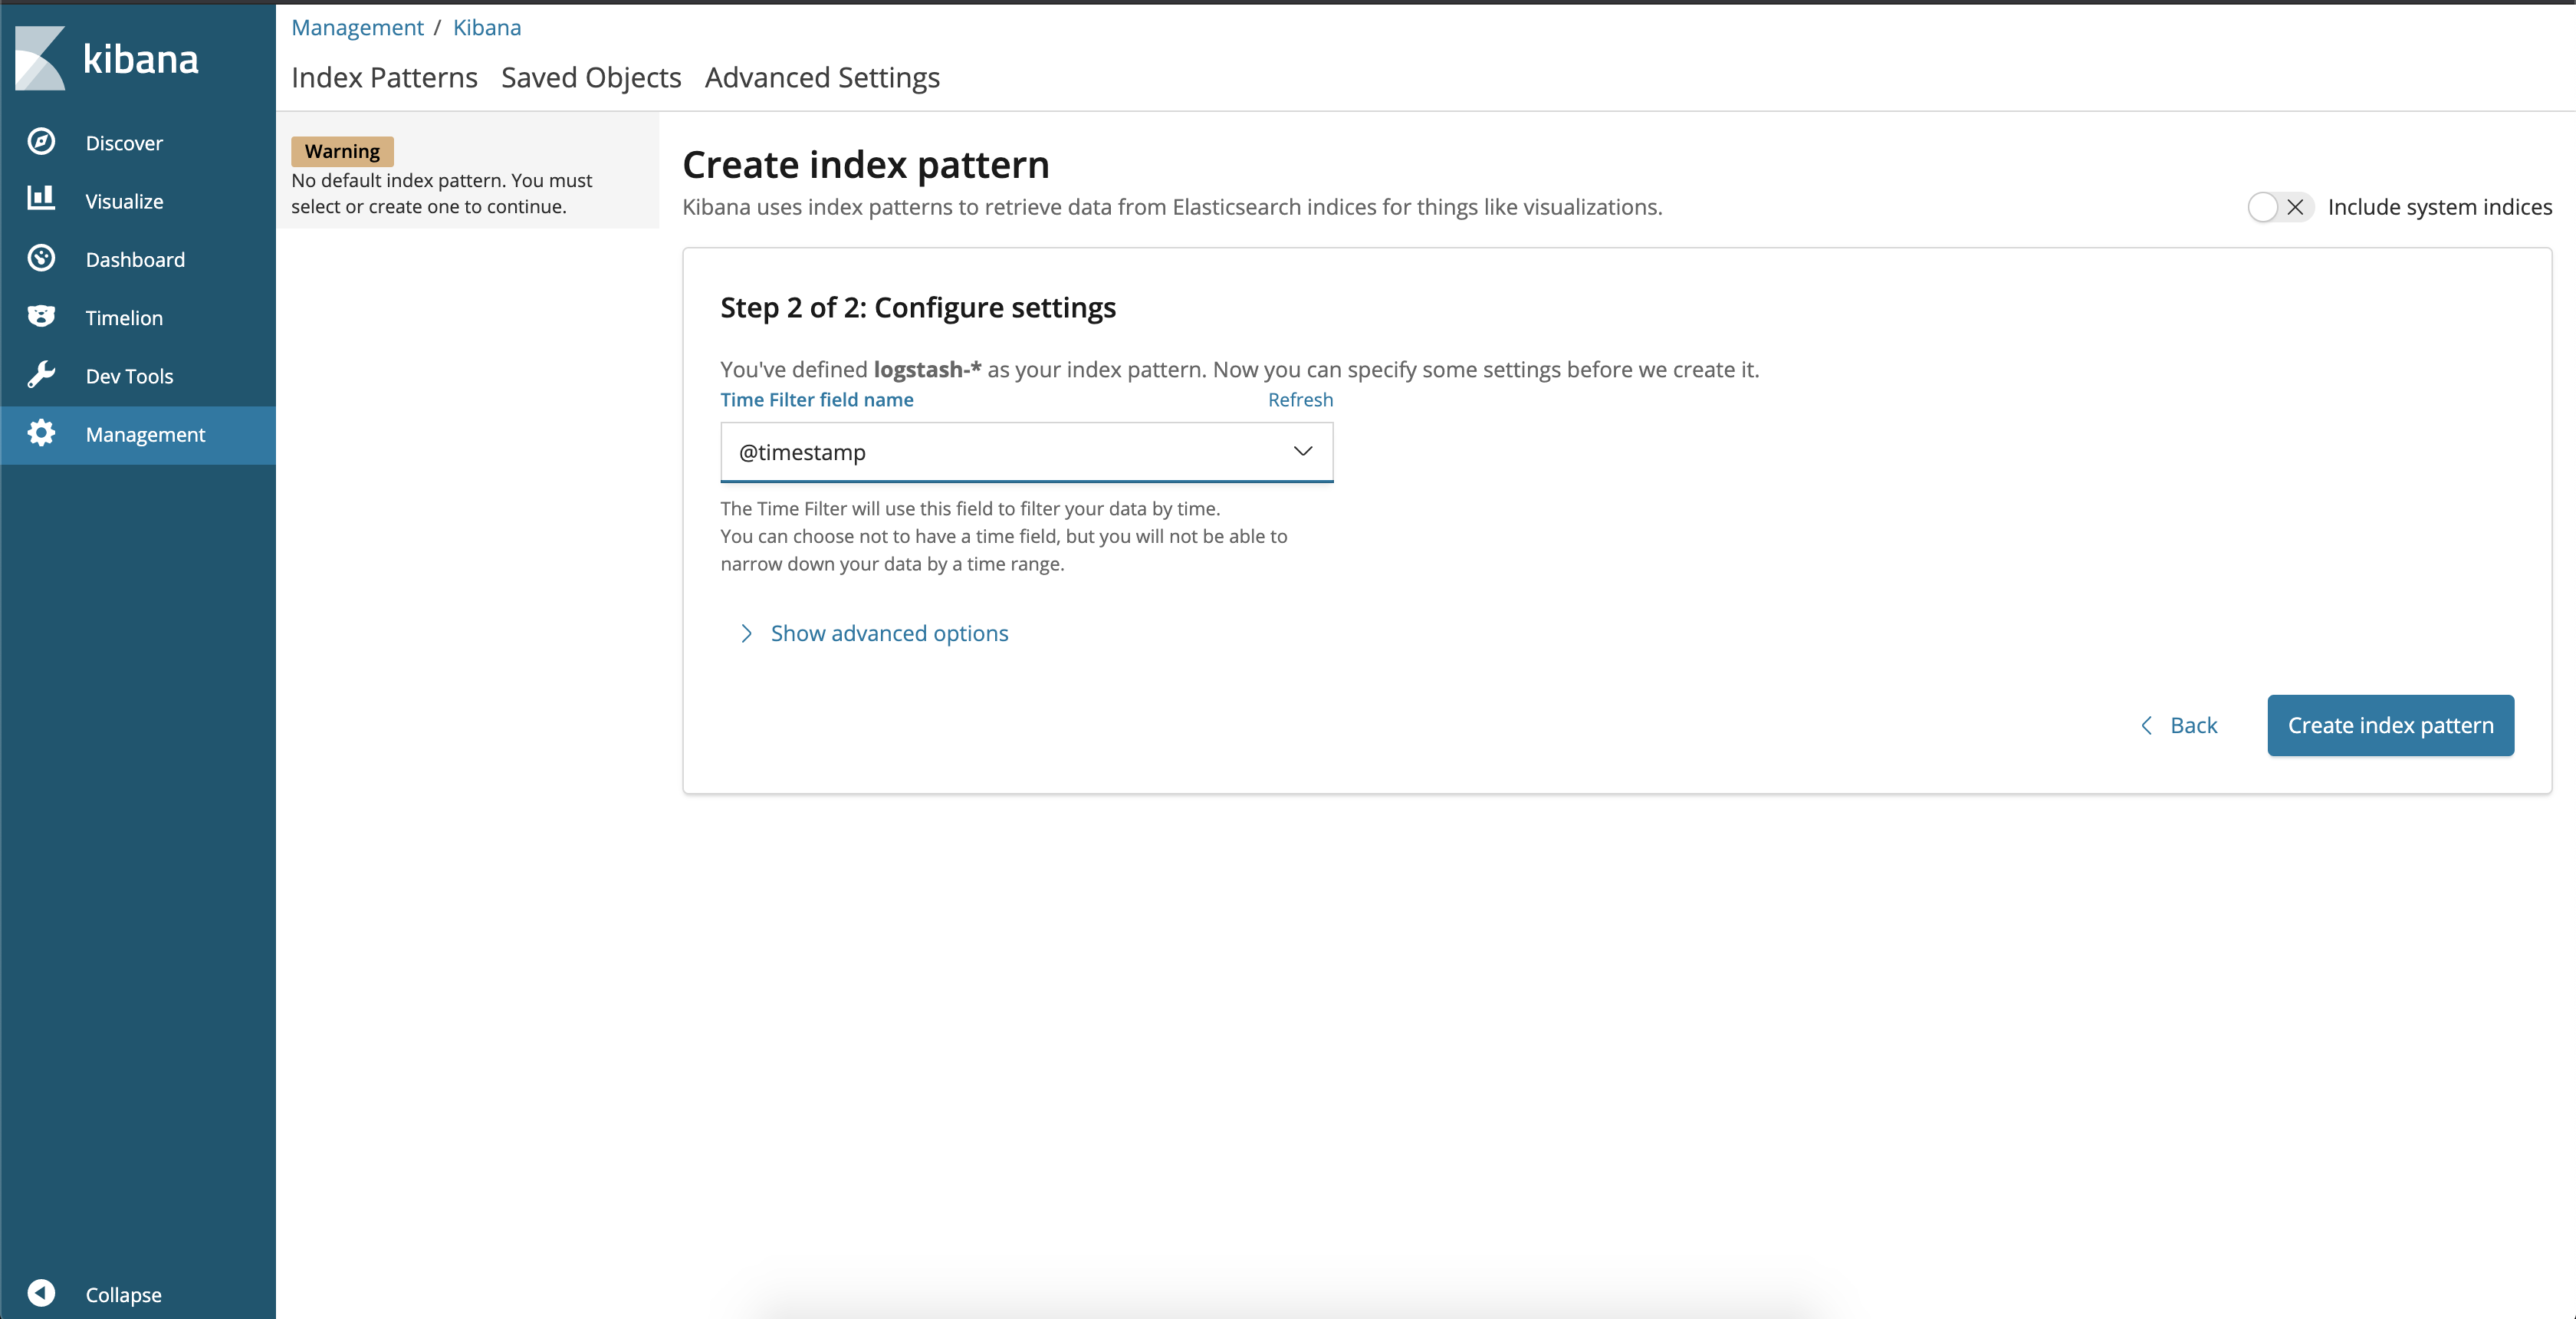 kibana
Discover
Visualize
Dashboard
Timelion
Dev Tools
Management
Collapse
Management / Kibana
Index Patterns Saved Objects Advanced Settings
Warning
No default index pattern. You must
select or create one to continue.
Create index pattern
Kibana uses index patterns to retrieve data from Elasticsearch indices for things like visualizations.
Include system indices
Step 2 of 2: Configure settings
You've defined logstash-* as your index pattern. Now you can specify some settings before we create it.
Time Filter field name Refresh
@timestamp
The Time Filter will use this field to filter your data by time.
You can choose not to have a time field, but you will not be able to
narrow down your data by a time range.
Show advanced options
Back
Create index pattern